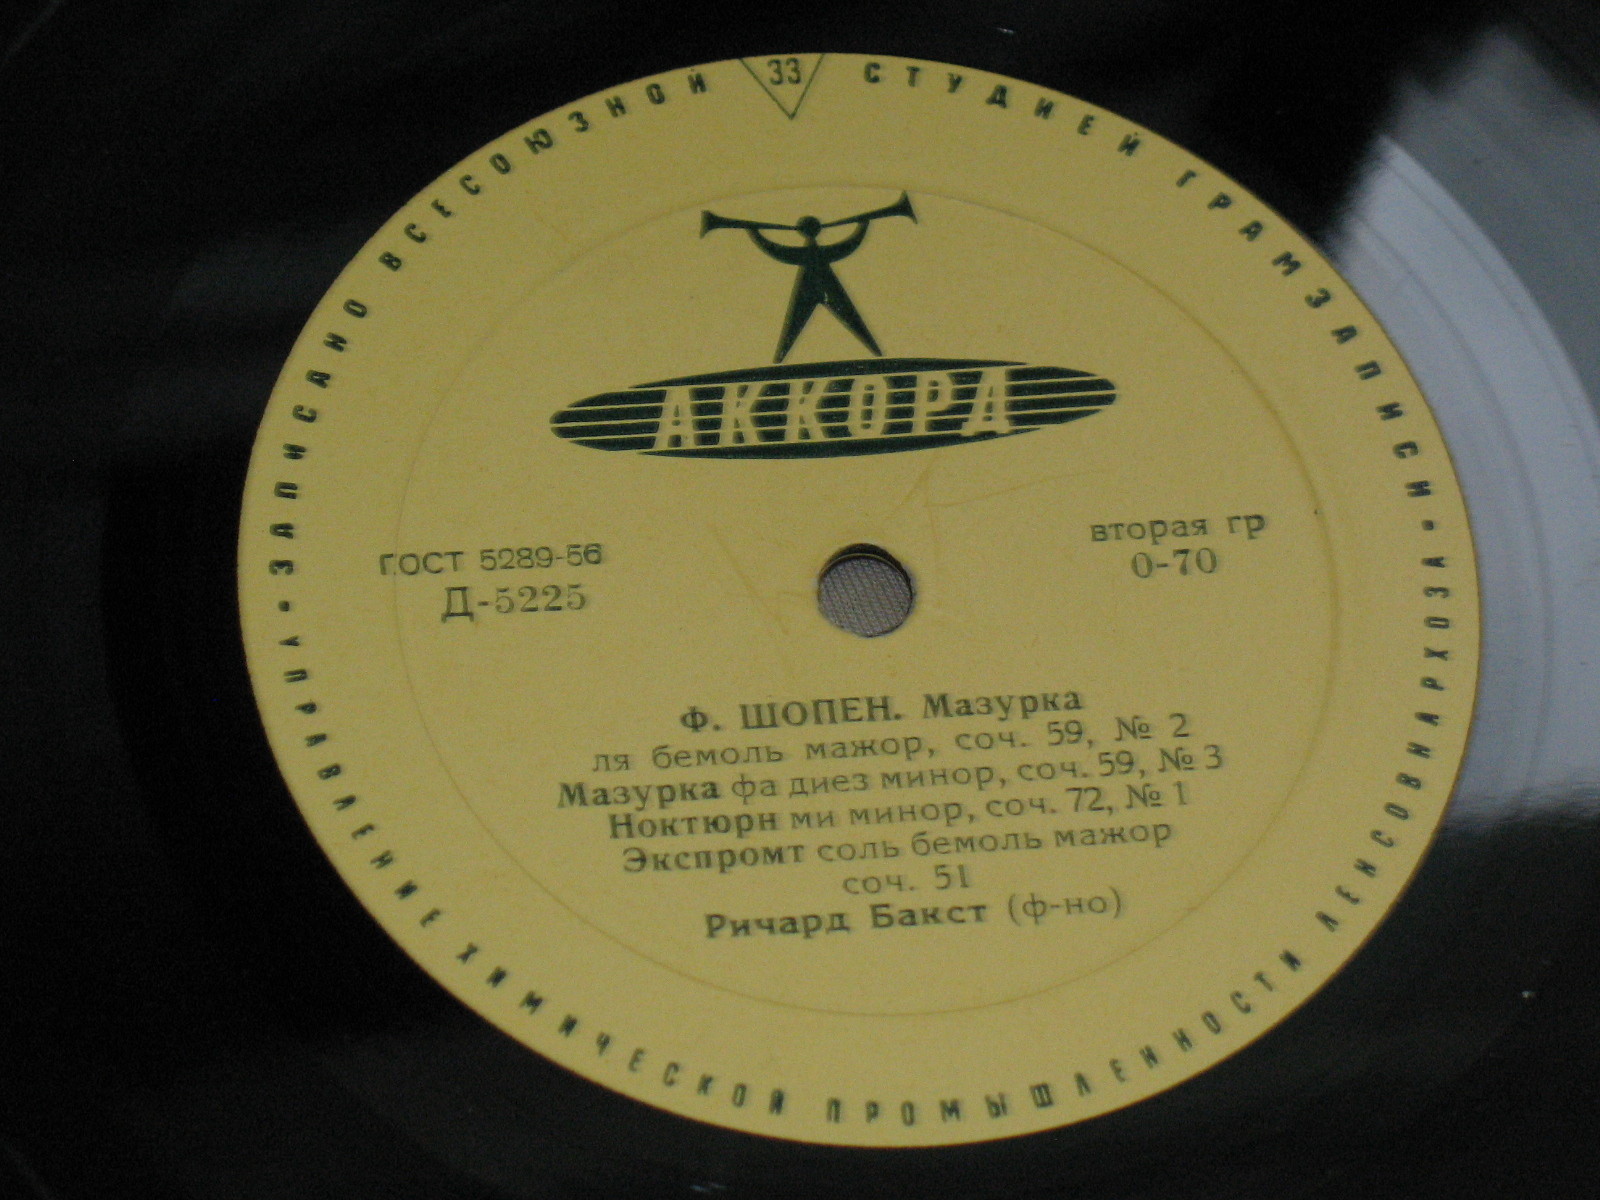 ЗАПИСАНО ВСЕСОЮЗНОЙ СТУДИЕЙ ГРАМЗАПИСИ •
33
АККОРД
ГОСТ 5289-56
Д-5225
вторая гр
0-70
Ф. ШОПЕН. Мазурка
ля бемоль мажор, соч. 59, № 2
Мазурка фа диез минор, соч. 59, № 3
Ноктюрн ми минор, соч. 72, № 1
Экспромт соль бемоль мажор
соч. 51
Ричард Бакст (ф-но)
УПРАВЛЕНИЕ ХИМИЧЕСКОЙ ПРОМЫШЛЕННОСТИ ЛЕНСОВНАРХОЗА •